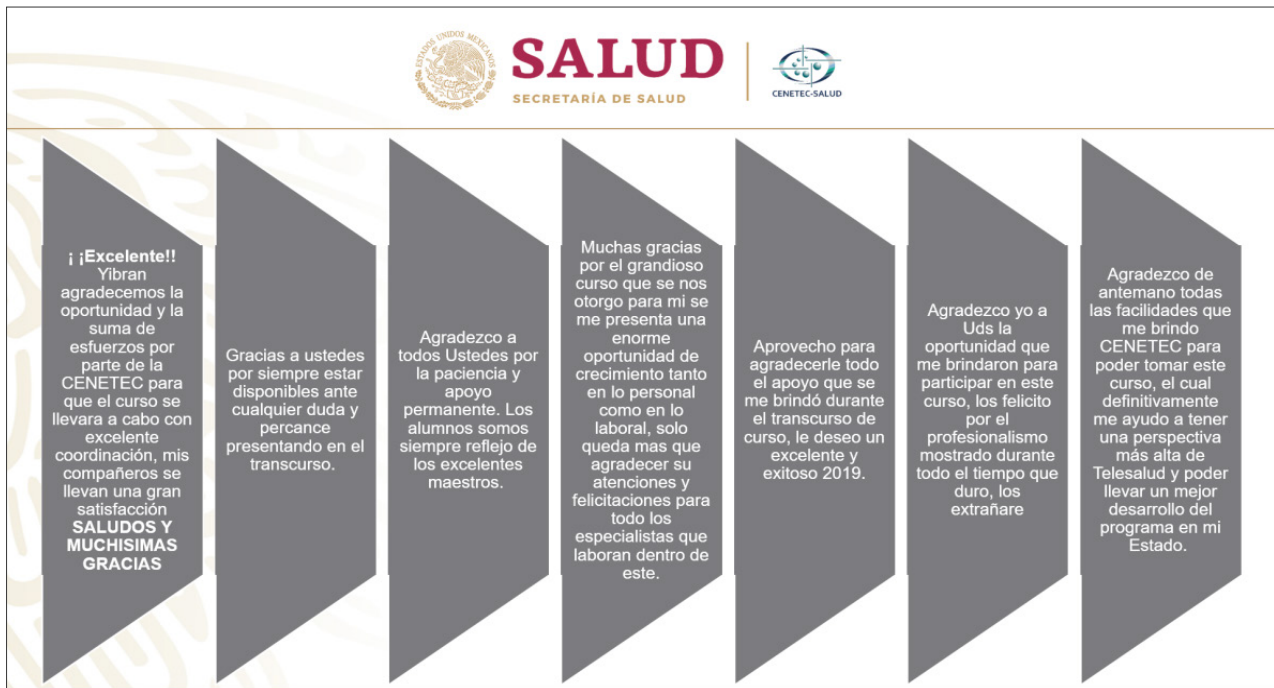 ESTADOS UNIDOS MEXICANOS
SALUD
SECRETARÍA DE SALUD
CENETEC-SALUD
¡ ¡Excelente!!
Yibran
agradecemos la
oportunidad y la
suma de
esfuerzos por
parte de la
CENETEC para
que el curso se
llevara a cabo con
excelente
coordinación, mis
compañeros se
llevan una gran
satisfacción
SALUDOS Y
MUCHISIMAS
GRACIAS
Gracias a ustedes
por siempre estar
disponibles ante
cualquier duda y
percance
presentando en el
transcurso.
Agradezco a
todos Ustedes por
la paciencia y
apoyo
permanente. Los
alumnos somos
siempre reflejo de
los excelentes
maestros.
Muchas gracias
por el grandioso
curso que se nos
otorgo para mi se
me presenta una
enorme
oportunidad de
crecimiento tanto
en lo personal
como en lo
laboral, solo
queda mas que
agradecer su
atenciones y
felicitaciones para
todo los
especialistas que
laboran dentro de
este.
Aprovecho para
agradecerle todo
el apoyo que se
me brindó durante
el transcurso de
curso, le deseo un
excelente y
exitoso 2019.
Agradezco yo a
Uds la
oportunidad que
me brindaron para
participar en este
curso, los felicito
por el
profesionalismo
mostrado durante
todo el tiempo que
duro, los
extrañare
Agradezco de
antemano todas
las facilidades que
me brindo
CENETEC para
poder tomar este
curso, el cual
definitivamente
me ayudo a tener
una perspectiva
más alta de
Telesalud y poder
llevar un mejor
desarrollo del
programa en mi
Estado.